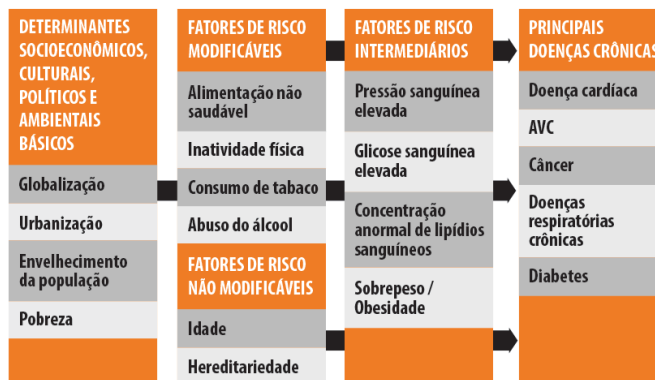 DETERMINANTES
SOCIOECONÔMICOS,
CULTURAIS,
POLÍTICOS E
AMBIENTAIS
BÁSICOS
Globalização
Urbanização
Envelhecimento
da população
Pobreza
FATORES DE RISCO
MODIFICÁVEIS
Alimentação não
saudável
Inatividade física
Consumo de tabaco
Abuso do álcool
FATORES DE RISCO
NÃO MODIFICÁVEIS
Idade
Hereditariedade
FATORES DE RISCO
INTERMEDIÁRIOS
Pressão sanguínea
elevada
Glicose sanguínea
elevada
Concentração
anormal de lipídios
sanguíneos
Sobrepeso /
Obesidade
PRINCIPAIS
DOENÇAS CRÔNICAS
Doença cardíaca
AVC
Câncer
Doenças
respiratórias
crônicas
Diabetes